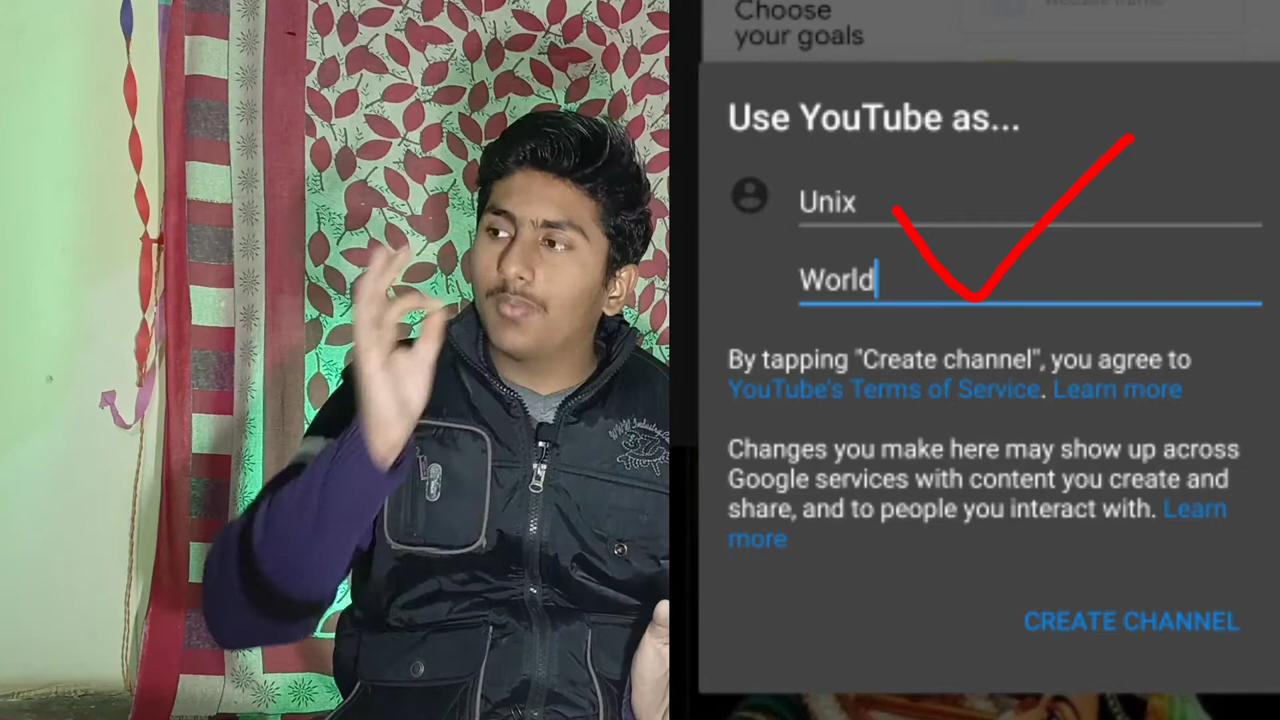 Choose
your goals
Website traffic
Use YouTube as...
Unix
World
By tapping "Create channel", you agree to
YouTube's Terms of Service. Learn more
Changes you make here may show up across
Google services with content you create and
share, and to people you interact with. Learn
more
CREATE CHANNEL